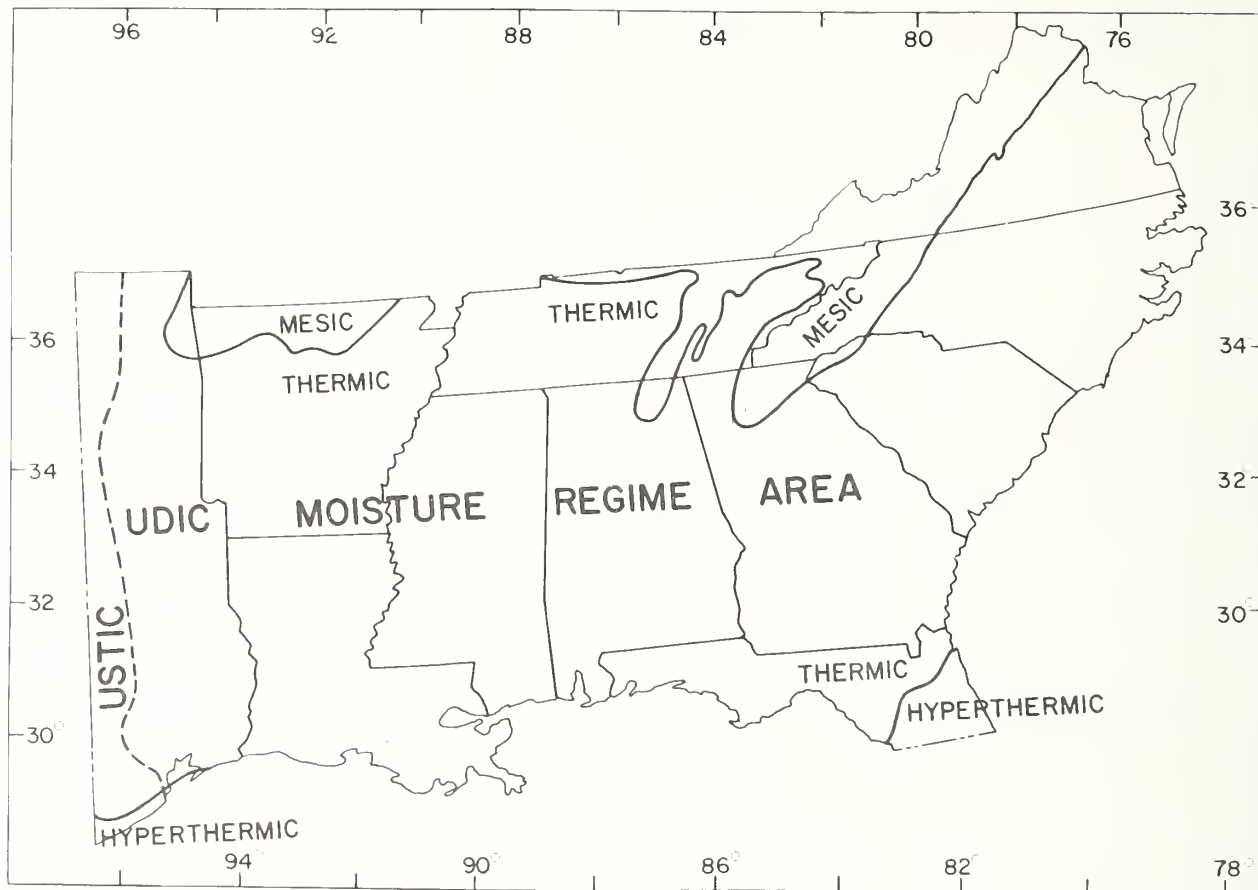 96 92 88 84 80 76
36°
THERMIC
MESIC
MESIC
36
34°
THERMIC
34
32°
UDIC MOISTURE REGIME AREA
32
30°
USTIC
THERMIC
HYPERTHERMIC
30°
HYPERTHERMIC
94° 90° 86° 82° 78°